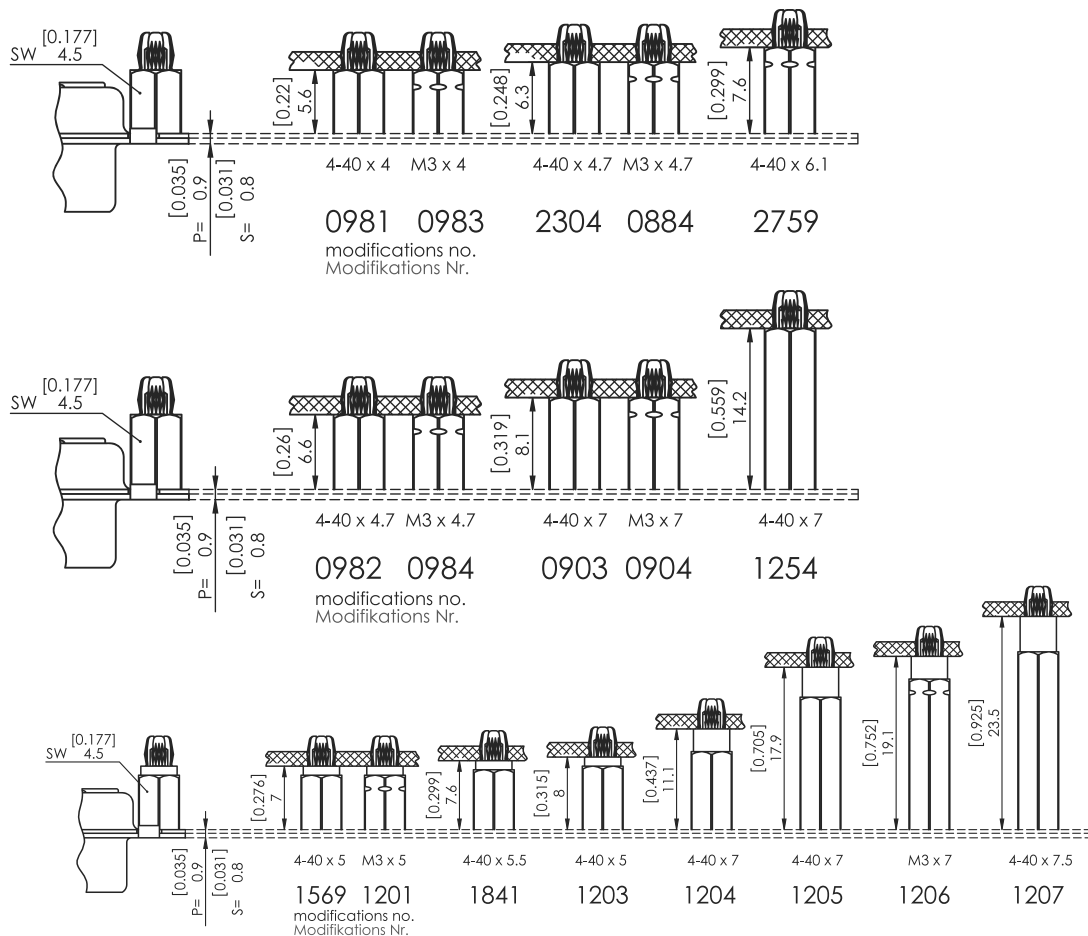 [0.177]
SW 4.5
[0.22]
5.6
[0.248]
6.3
[0.299]
7.6
[0.035]
P= 0.9
[0.031]
S= 0.8
4-40 x 4 M3 x 4 4-40 x 4.7 M3 x 4.7 4-40 x 6.1
0981 0983 2304 0884 2759
modifications no.
Modifikations Nr.
[0.177]
SW 4.5
[0.26]
6.6
[0.319]
8.1
[0.559]
14.2
[0.035]
P= 0.9
[0.031]
S= 0.8
4-40 x 4.7 M3 x 4.7 4-40 x 7 M3 x 7 4-40 x 7
0982 0984 0903 0904 1254
modifications no.
Modifikations Nr.
[0.177]
SW 4.5
[0.276]
7
[0.299]
7.6
[0.315]
8
[0.437]
11.1
[0.705]
17.9
[0.752]
19.1
[0.925]
23.5
[0.035]
P= 0.9
[0.031]
S= 0.8
4-40 x 5 M3 x 5 4-40 x 5.5 4-40 x 5 4-40 x 7 4-40 x 7 M3 x 7 4-40 x 7.5
1569 1201 1841 1203 1204 1205 1206 1207
modifications no.
Modifikations Nr.